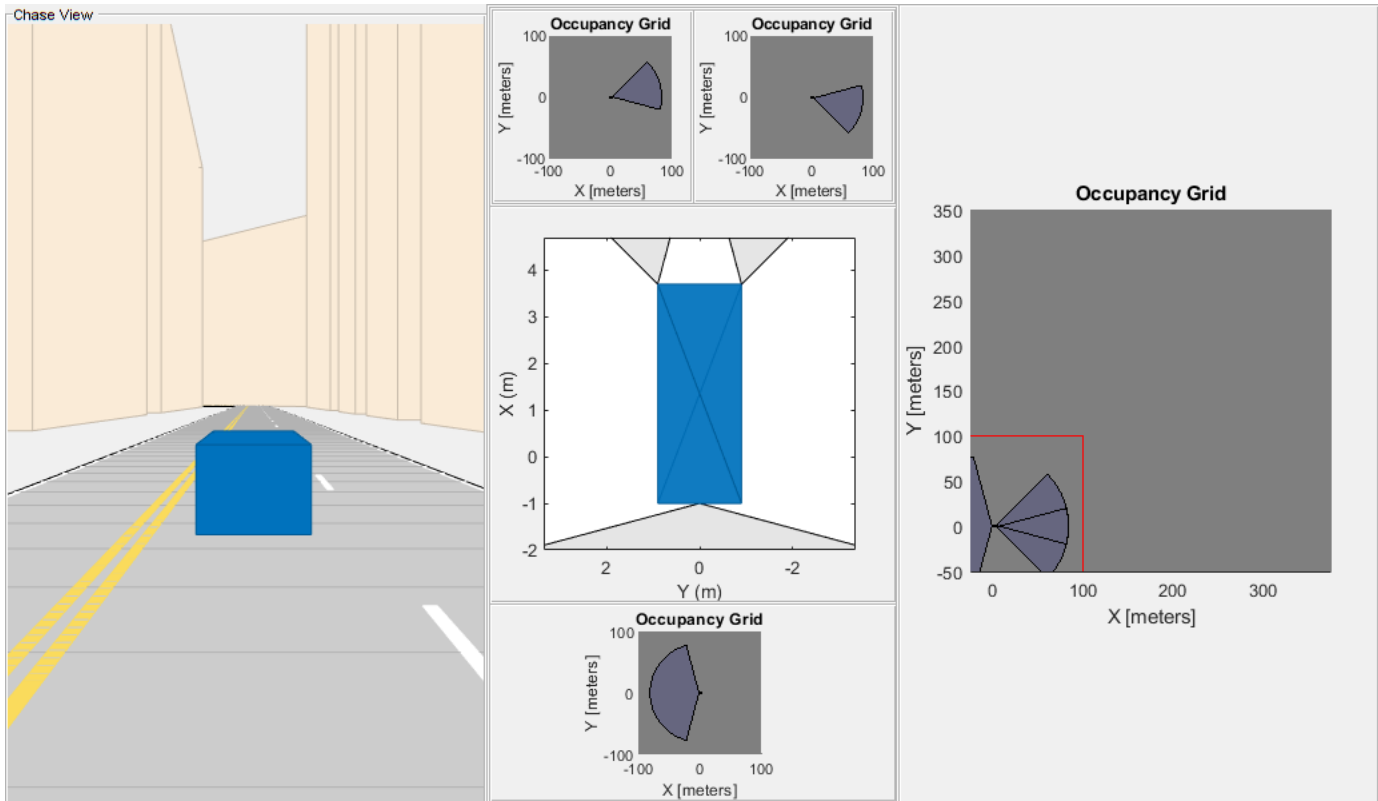 Chase View
Occupancy Grid
100
0
-100
Y [meters]
-100 0 100
X [meters]
Occupancy Grid
100
0
-100
Y [meters]
-100 0 100
X [meters]
4
3
2
1
0
-1
-2
X (m)
2 0 -2
Y (m)
Occupancy Grid
100
0
-100
Y [meters]
-100 0 100
X [meters]
Occupancy Grid
350
300
250
200
150
100
50
0
-50
Y [meters]
0 100 200 300
X [meters]